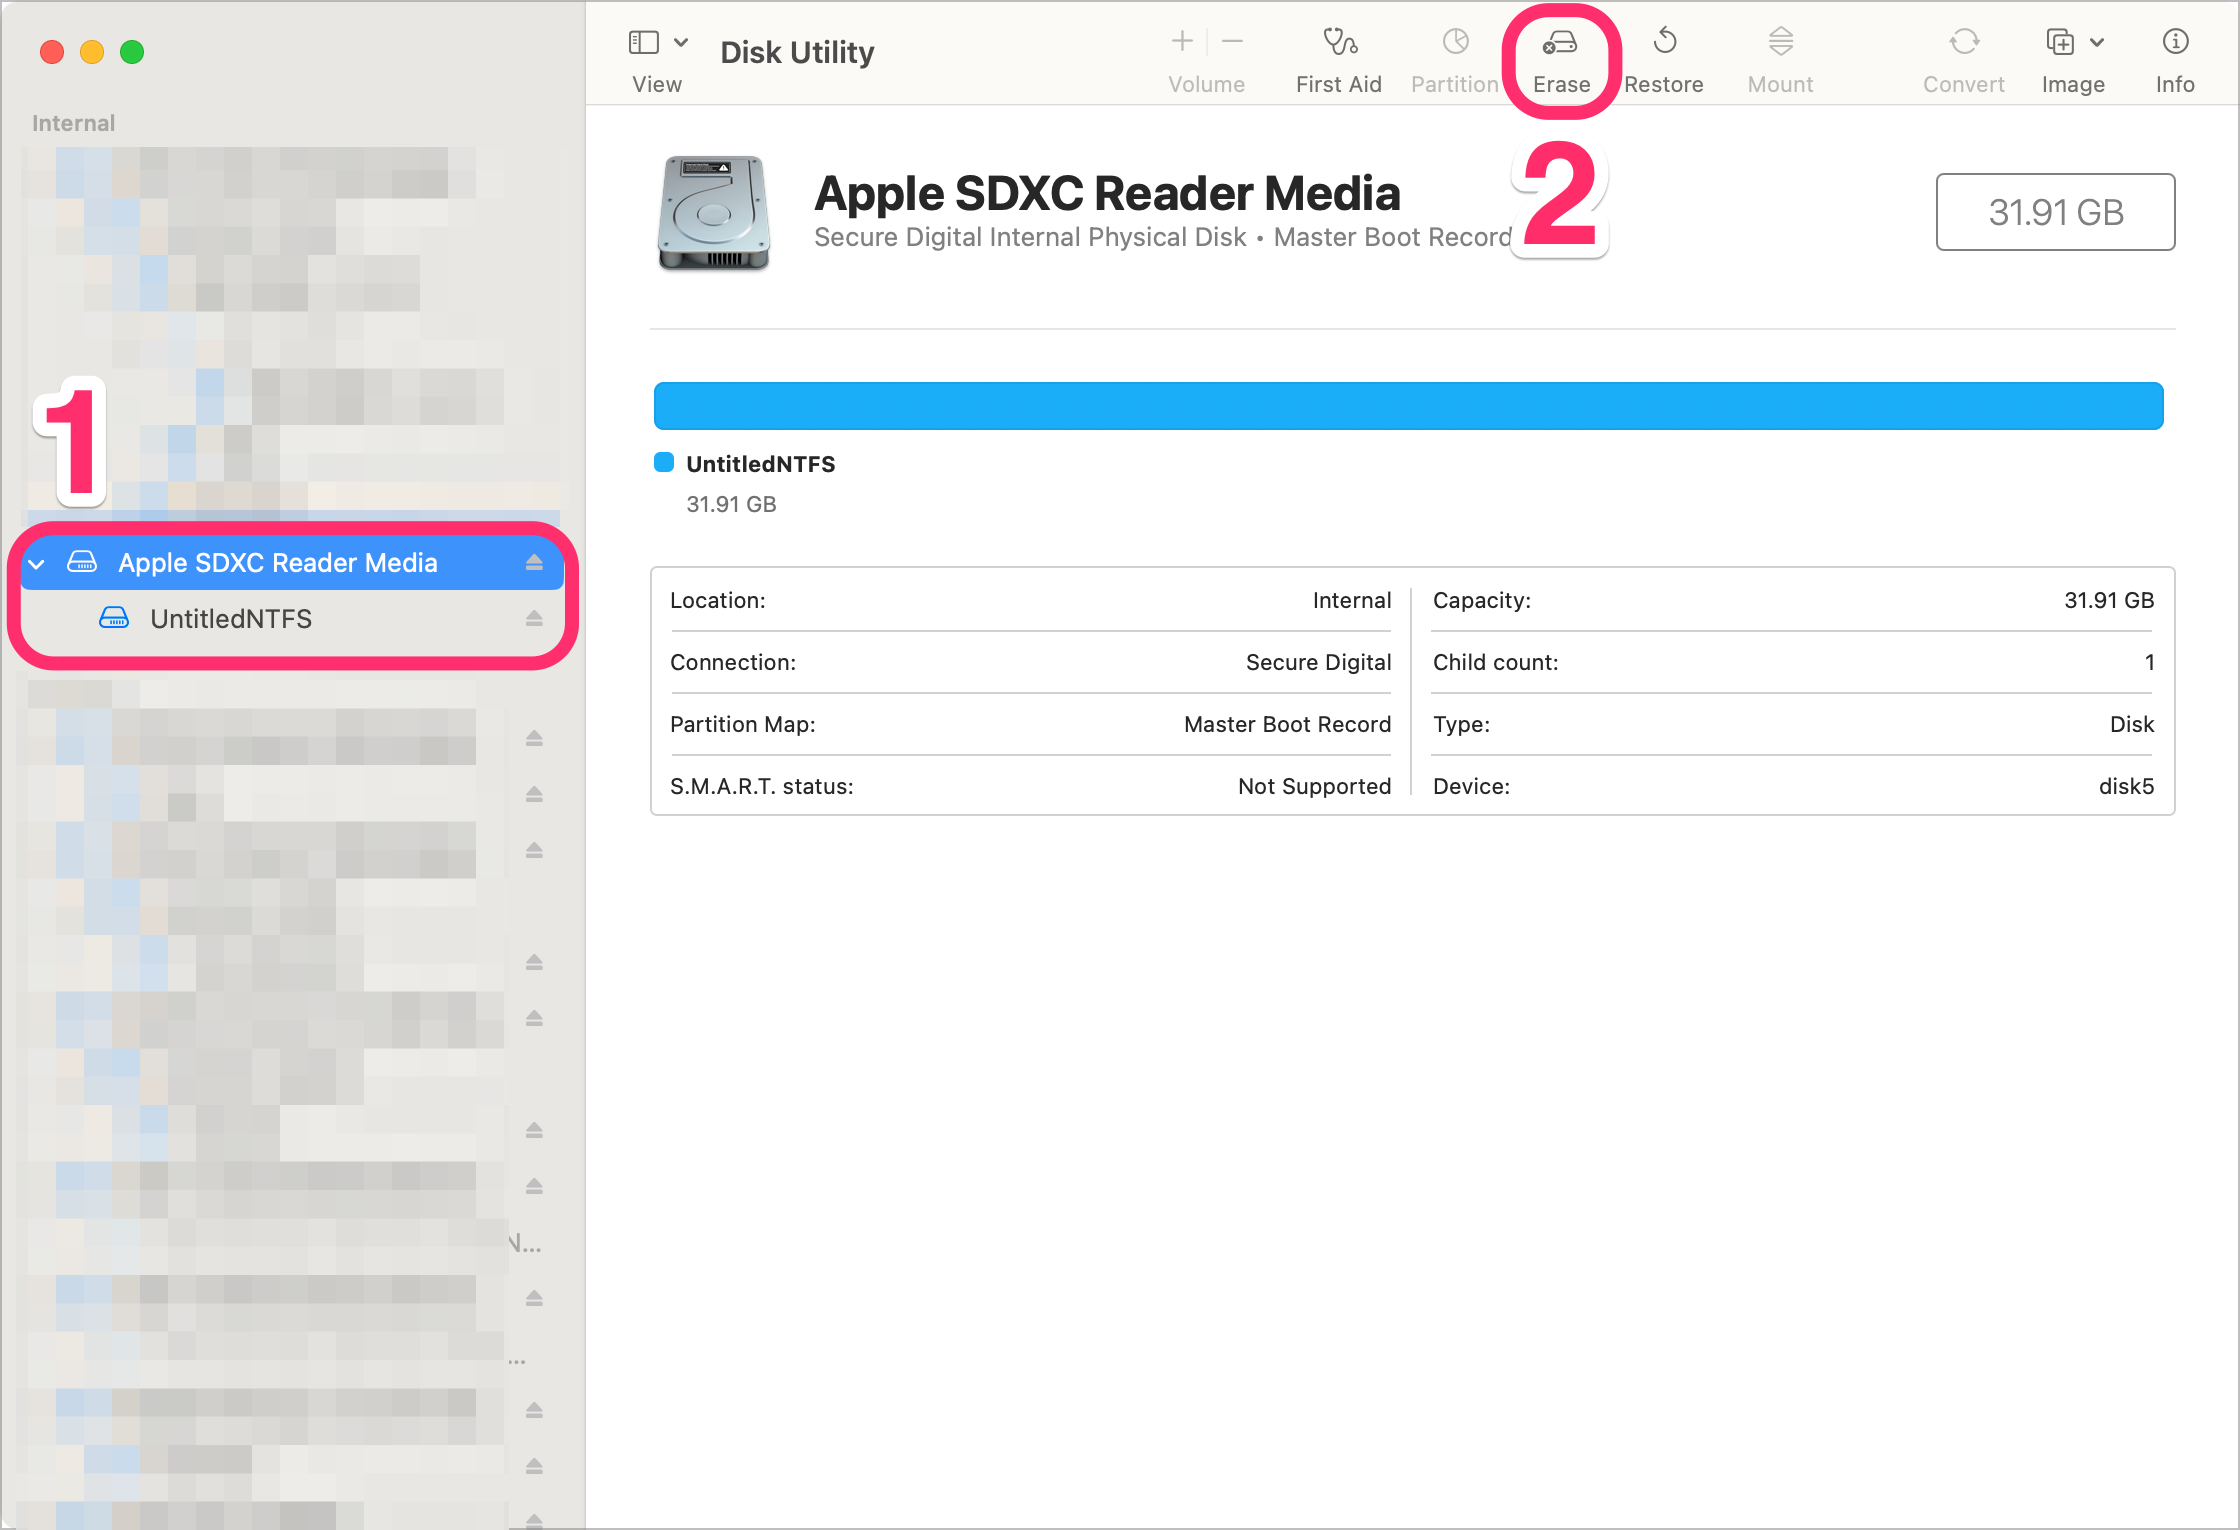 View
Disk Utility
Volume
First Aid
Partition
Erase
Restore
Mount
Convert
Image
Info
Internal
1
Apple SDXC Reader Media
UntitledNTFS
N...
...
2
Apple SDXC Reader Media
Secure Digital Internal Physical Disk • Master Boot Record
31.91 GB
UntitledNTFS
31.91 GB
Location: Internal
Capacity: 31.91 GB
Connection: Secure Digital
Child count: 1
Partition Map: Master Boot Record
Type: Disk
S.M.A.R.T. status: Not Supported
Device: disk5